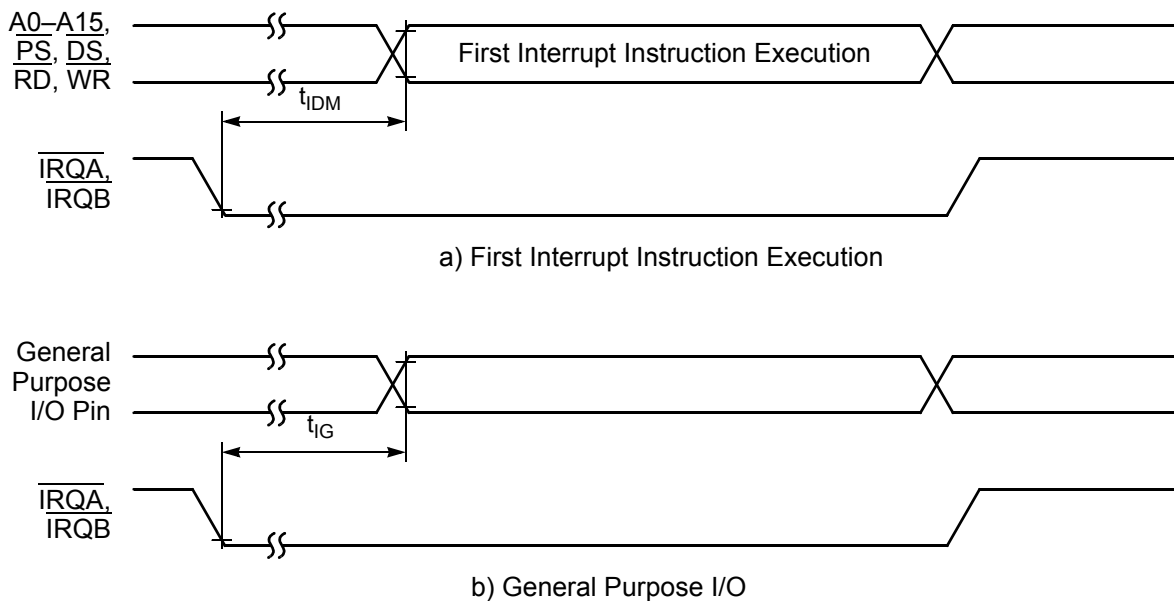 A0–A15,
PS, DS,
RD, WR
First Interrupt Instruction Execution
tIDM
IRQA,
IRQB
a) First Interrupt Instruction Execution
General
Purpose
I/O Pin
tIG
IRQA,
IRQB
b) General Purpose I/O